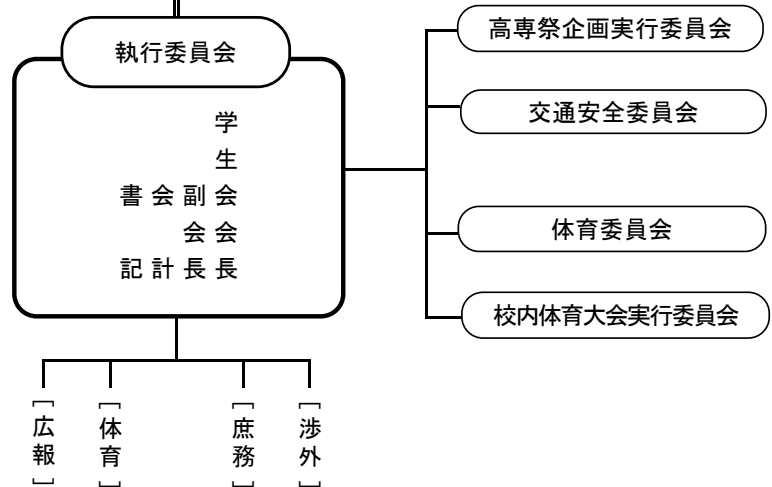 執行委員会
学生会会長
副会長
会計
書記
高専祭企画実行委員会
交通安全委員会
体育委員会
校内体育大会実行委員会
[渉外]
[庶務]
[体育]
[広報]